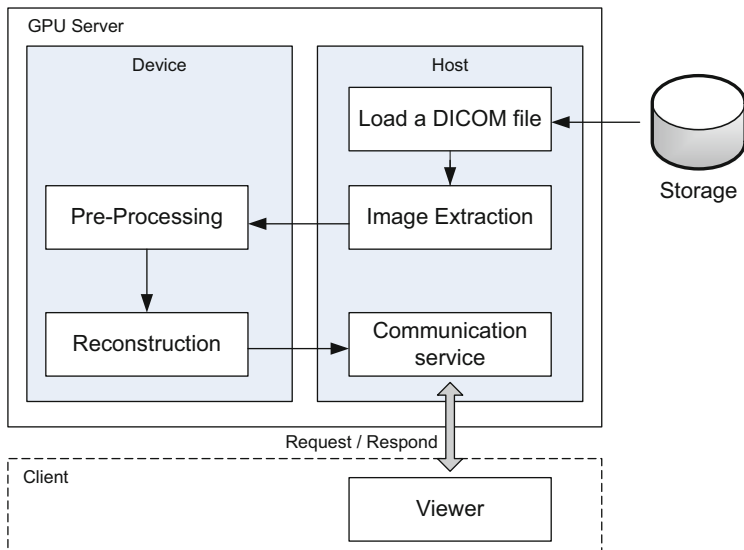 GPU Server
Device
Host
Load a DICOM file
Storage
Pre-Processing
Image Extraction
Reconstruction
Communication
service
Request / Respond
Client
Viewer